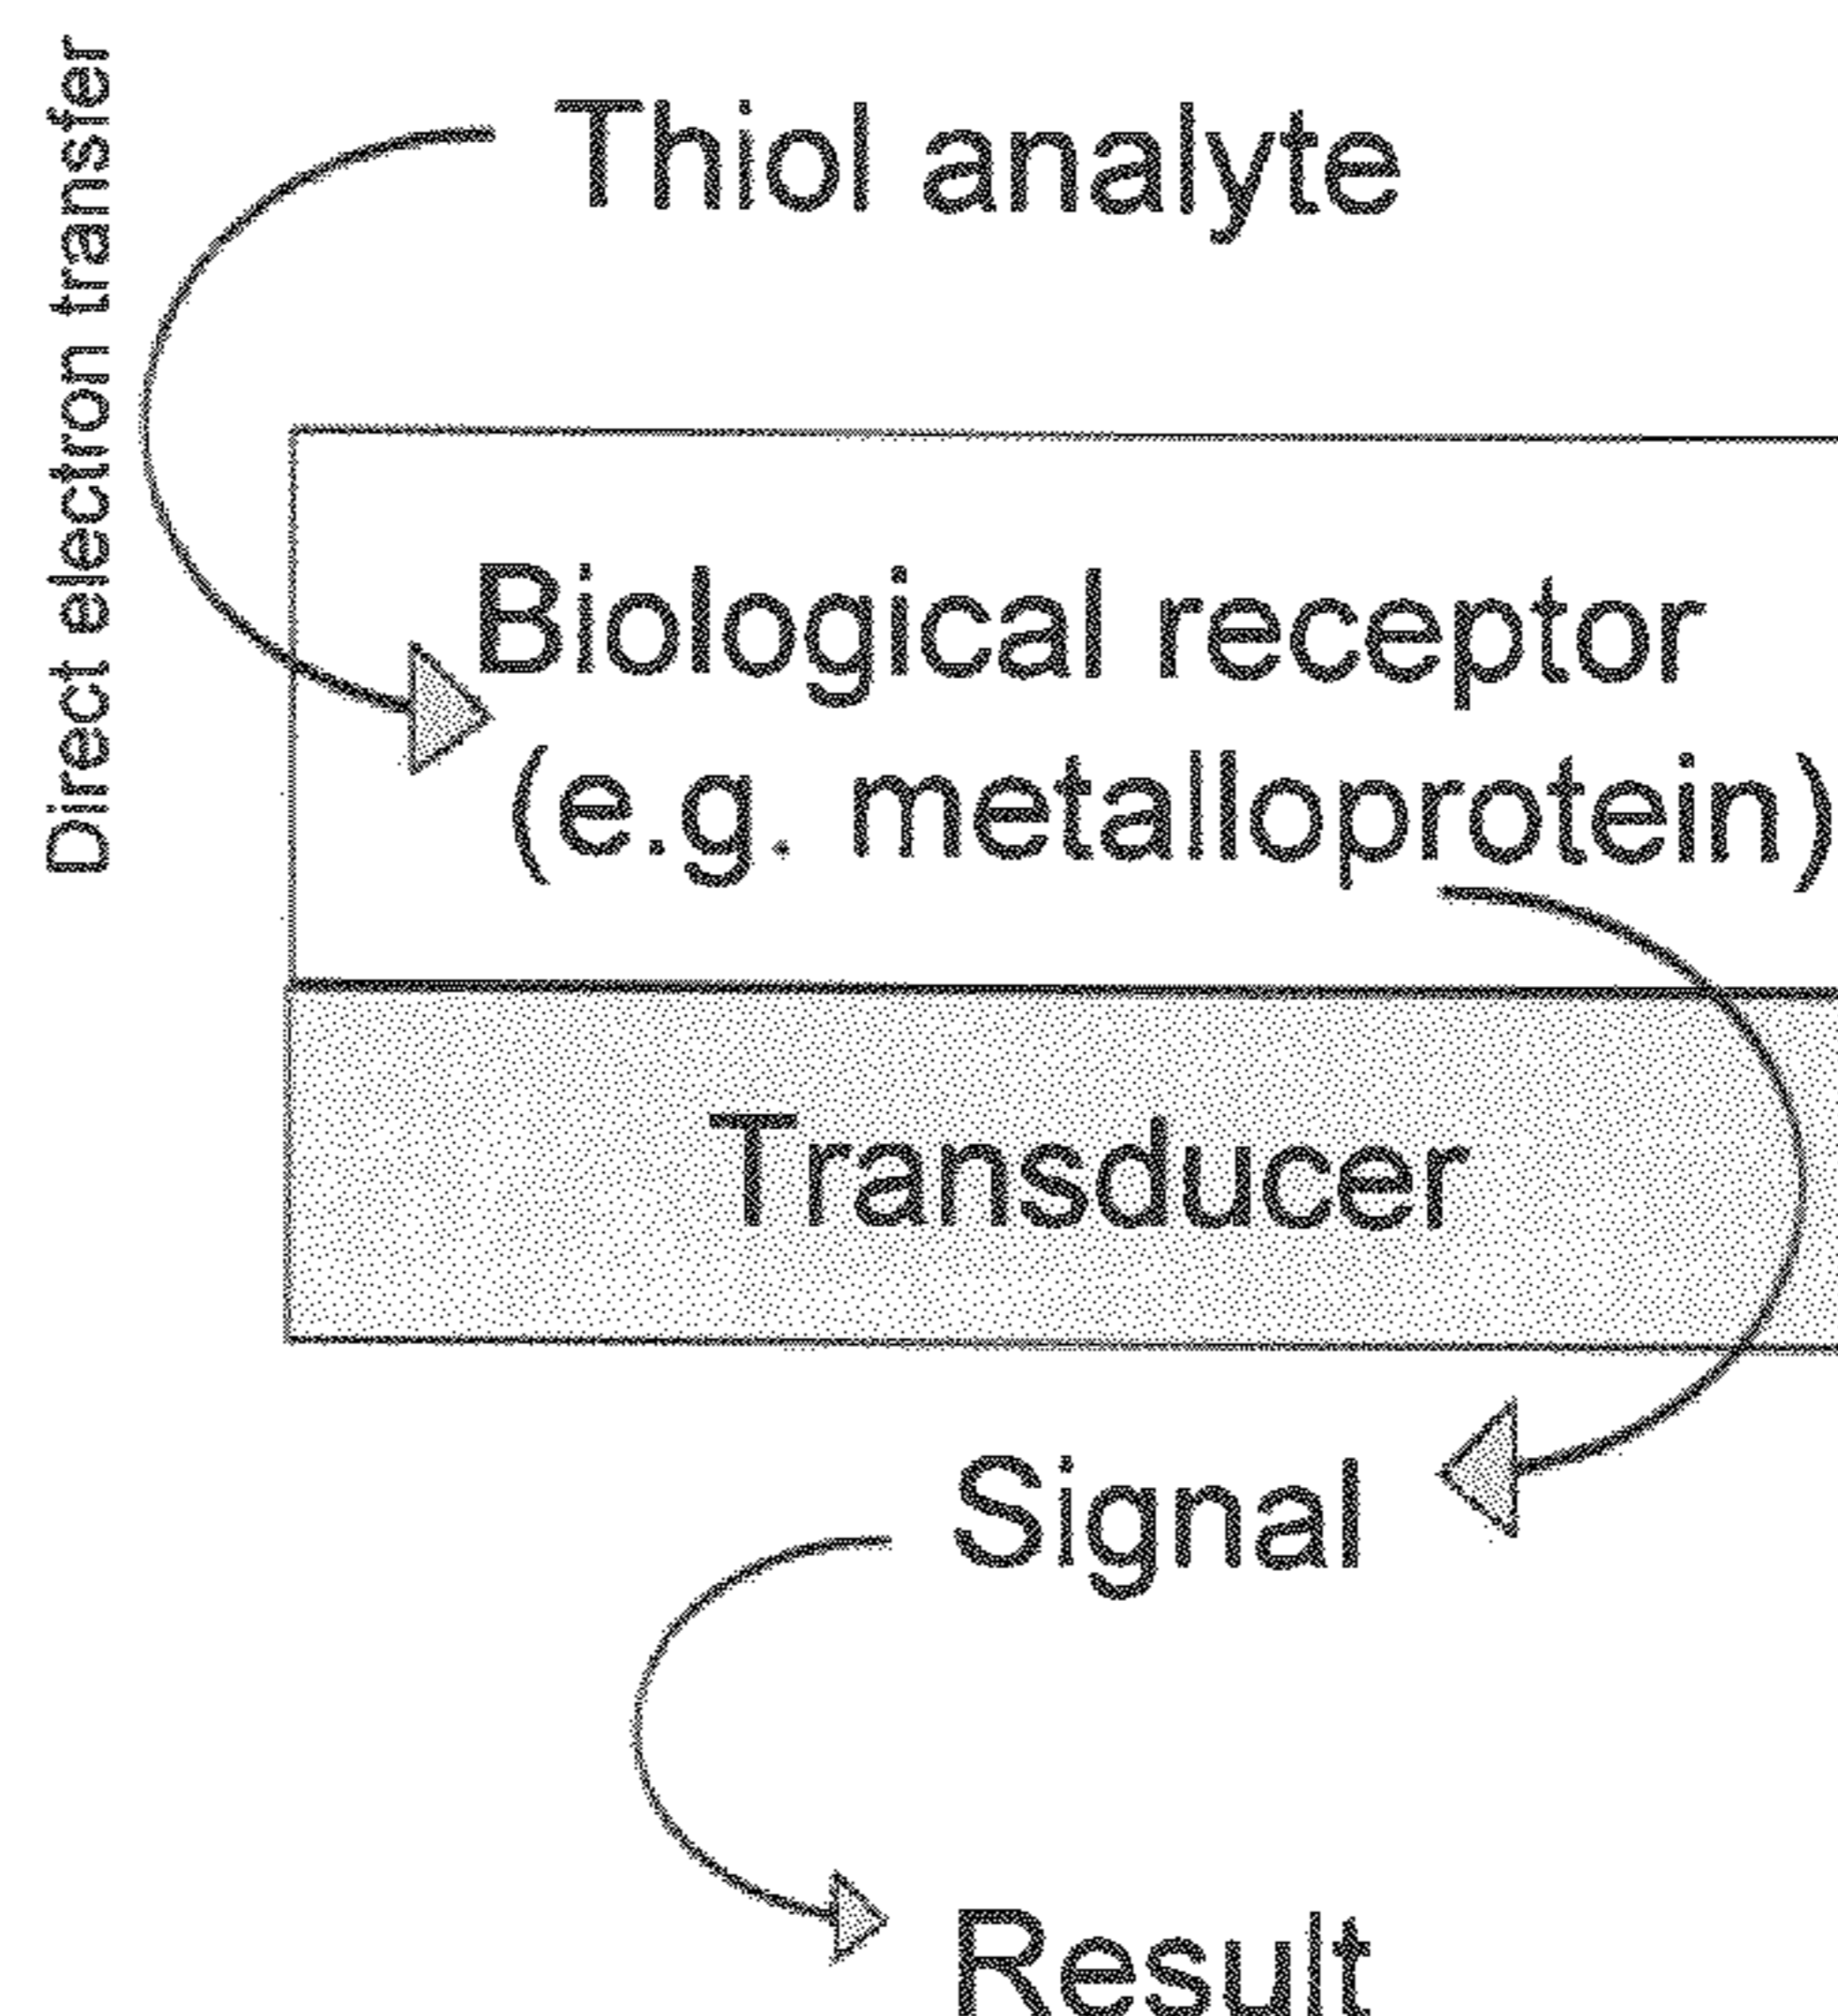 Direct electron transfer
Thiol analyte
Biological receptor
(e.g. metalloprotein)
Transducer
Signal
Result